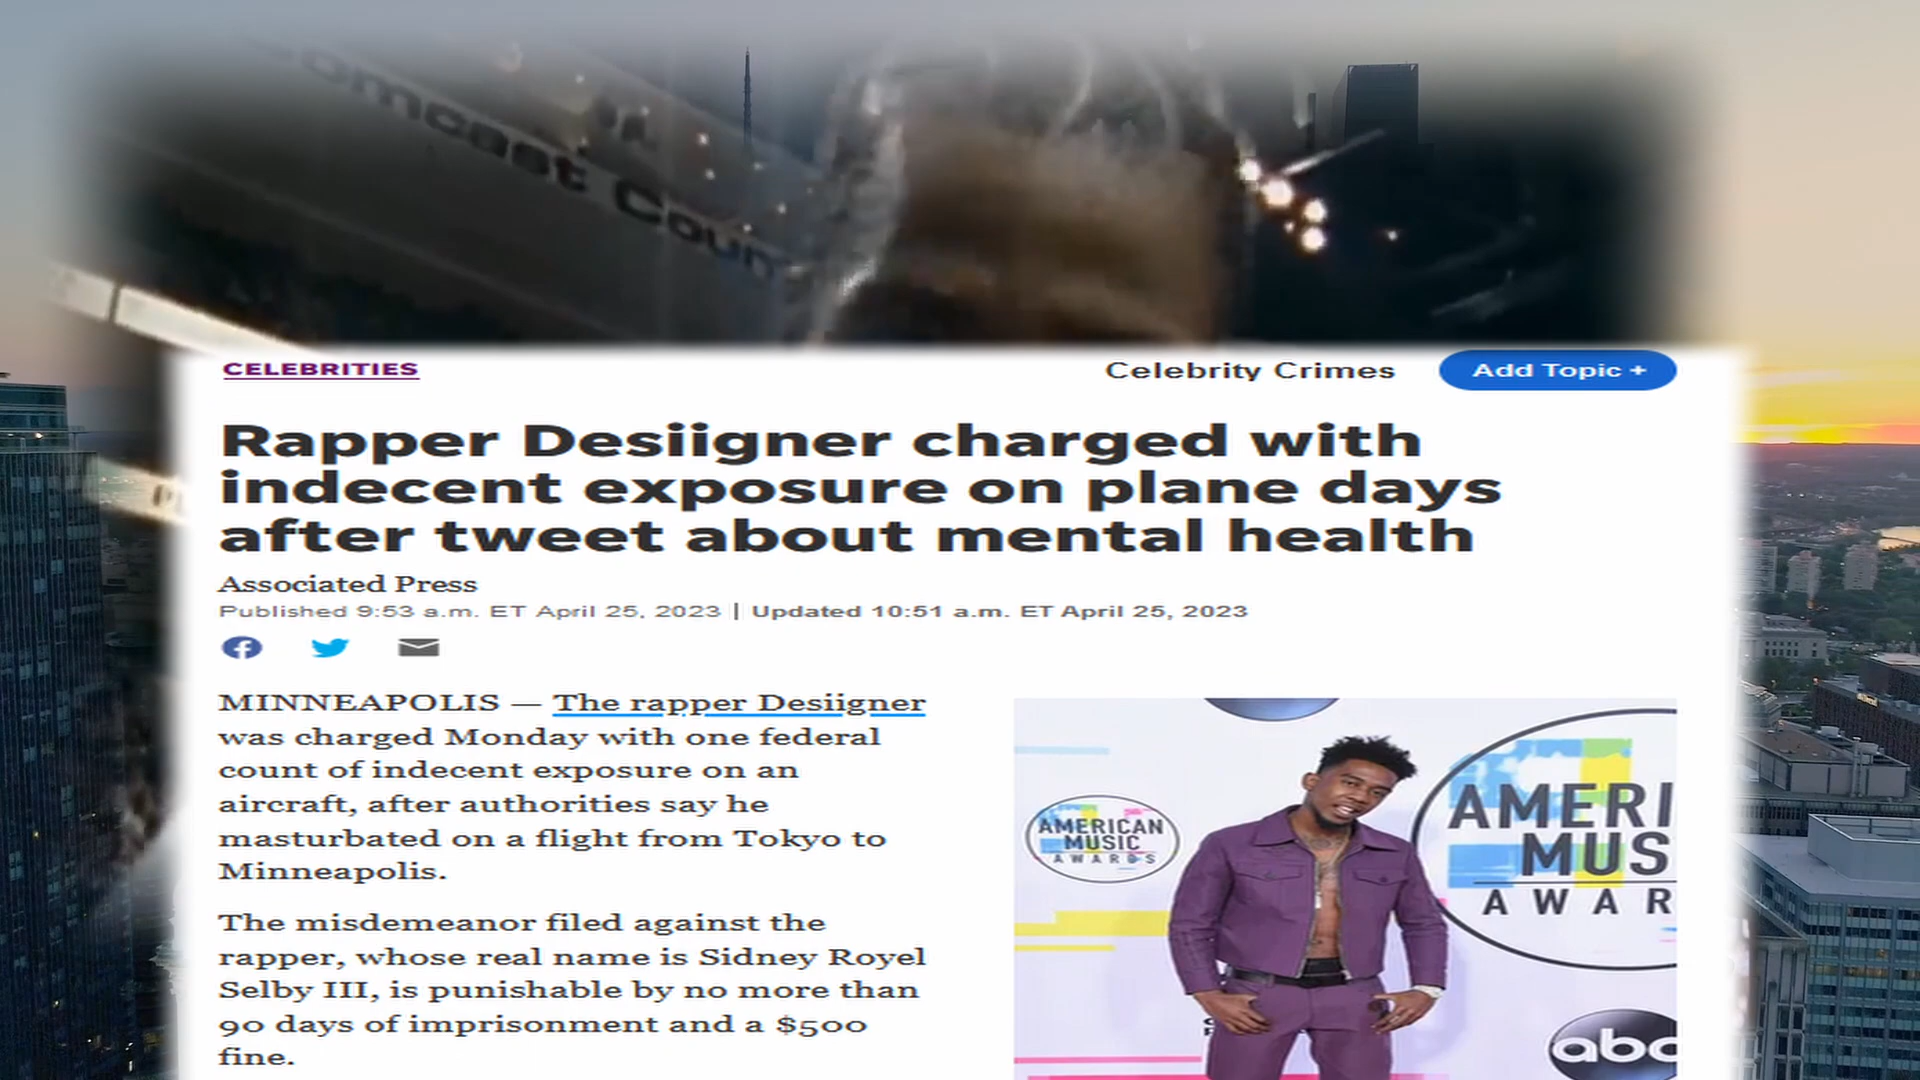 omcast Coun
CELEBRITIES
Celebrity Crimes
Add Topic +
Rapper Desiigner charged with
indecent exposure on plane days
after tweet about mental health
Associated Press
Published 9:53 a.m. ET April 25, 2023 | Updated 10:51 a.m. ET April 25, 2023
MINNEAPOLIS — The rapper Desiigner
was charged Monday with one federal
count of indecent exposure on an
aircraft, after authorities say he
masturbated on a flight from Tokyo to
Minneapolis.
The misdemeanor filed against the
rapper, whose real name is Sidney Royel
Selby III, is punishable by no more than
90 days of imprisonment and a $500
fine.
AMERICAN
MUSIC
AWARDS
AMERI
MUS
AWAR
abc